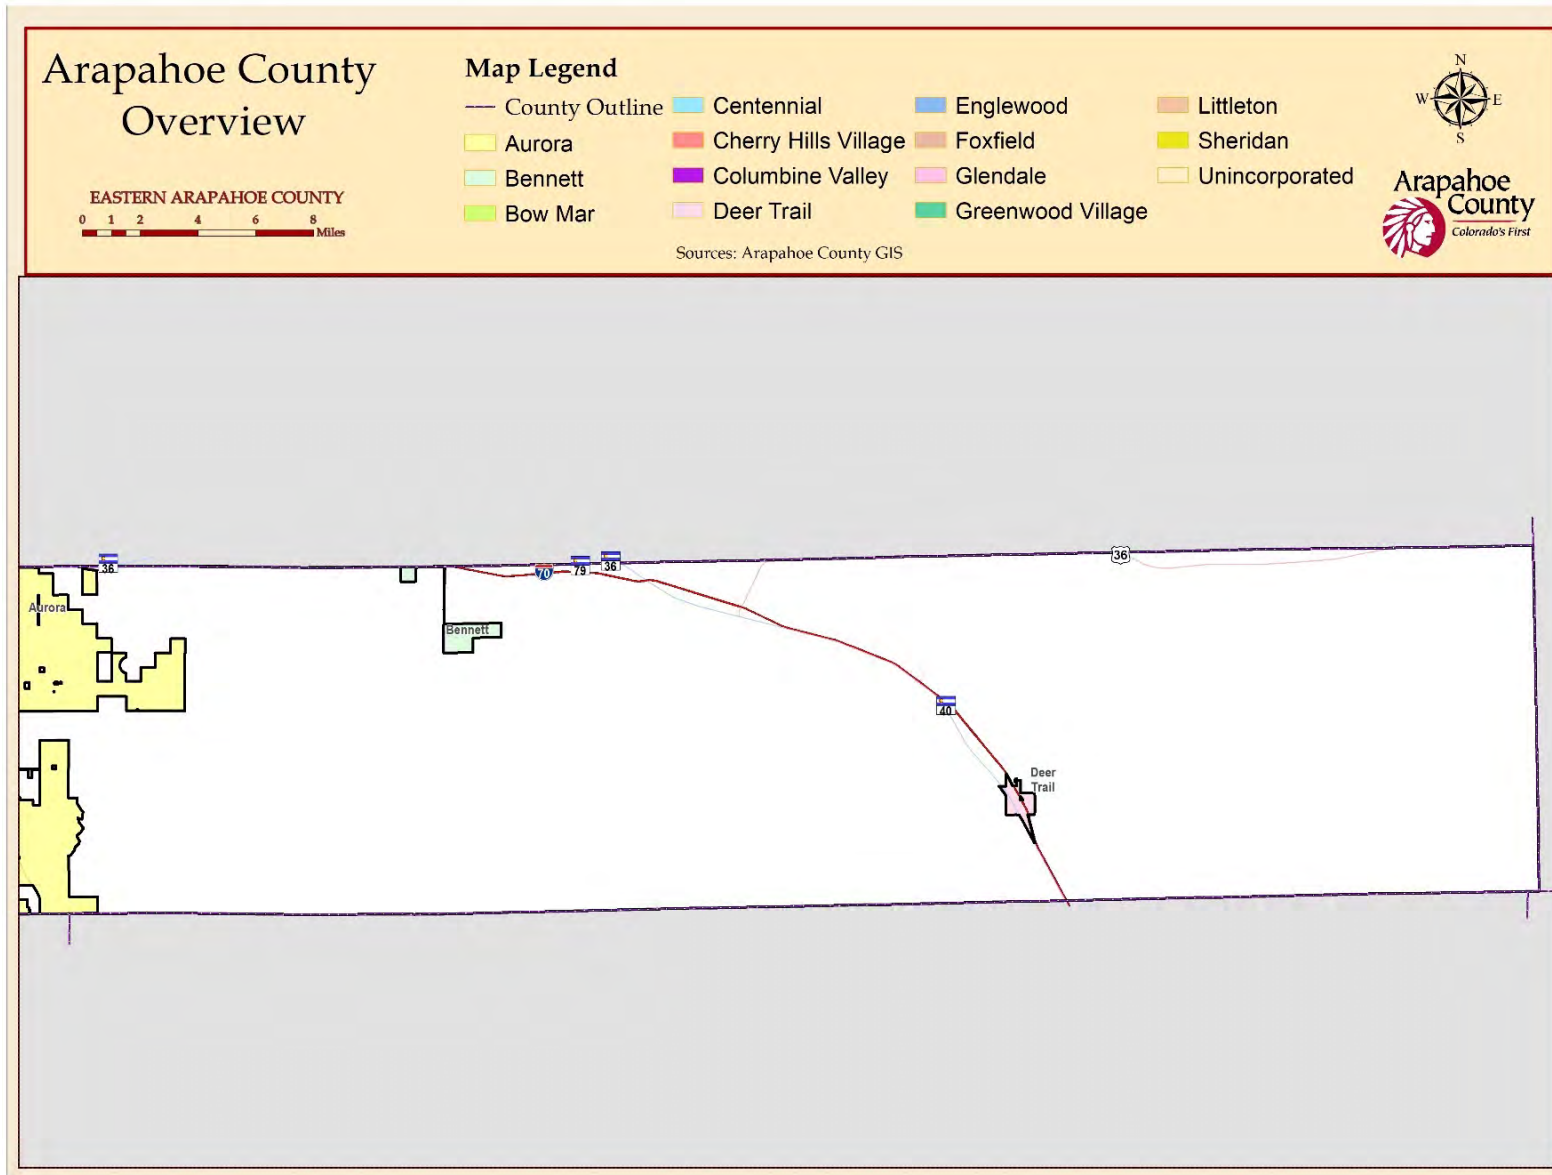 Arapahoe County
Overview
EASTERN ARAPAHOE COUNTY
0 1 2 4 6 8
Miles
Map Legend
County Outline
Aurora
Bennett
Bow Mar
Centennial
Cherry Hills Village
Columbine Valley
Deer Trail
Englewood
Foxfield
Glendale
Greenwood Village
Littleton
Sheridan
Unincorporated
Sources: Arapahoe County GIS
N
W E
S
Arapahoe
County
Colorado's First
36
70
79
36
36
Aurora
Bennett
40
Deer
Trail